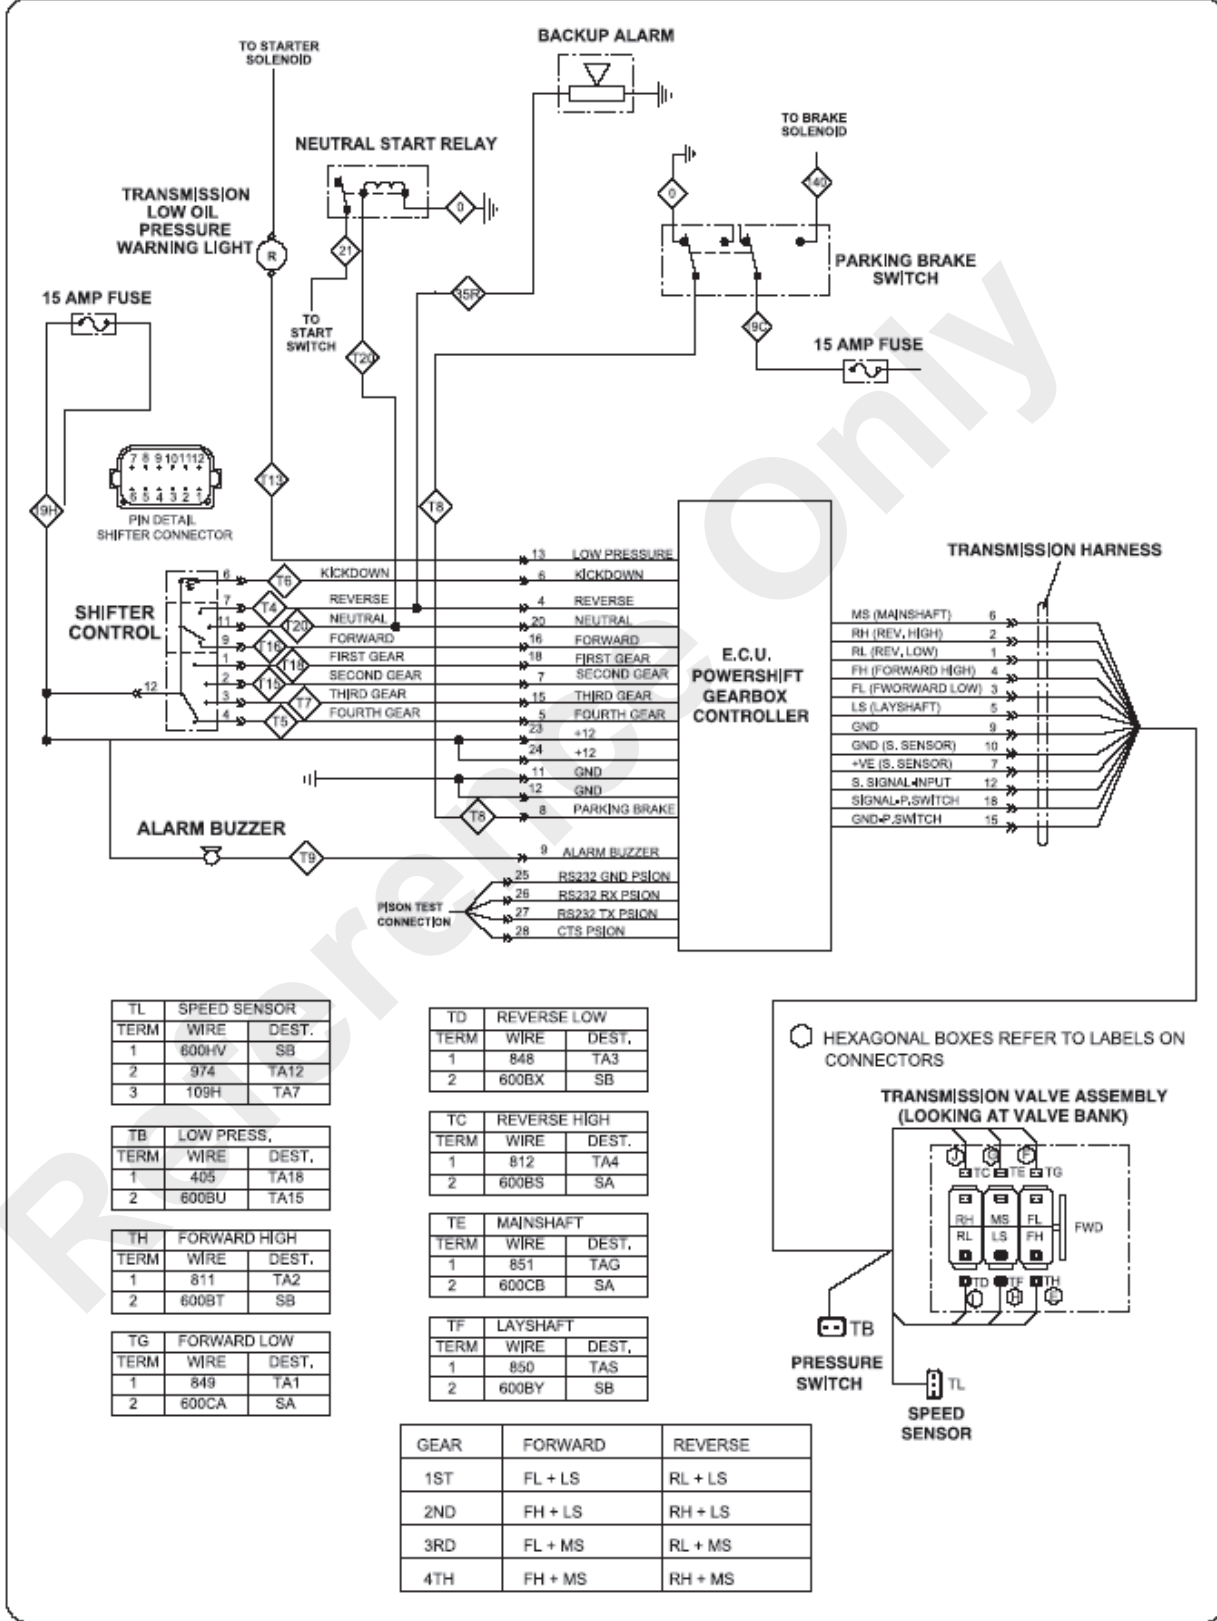 TO STARTER
SOLENOID
BACKUP ALARM
TO BRAKE
SOLENOID
NEUTRAL START RELAY
TRANSMISSION
LOW OIL
PRESSURE
WARNING LIGHT
R
21
0
0
140
PARKING BRAKE
SWITCH
15 AMP FUSE
35R
TO
START
SWITCH
T20
19C
15 AMP FUSE
7 8 9 10 11 12
6 5 4 3 2 1
PIN DETAIL
SHIFTER CONNECTOR
19H
T13
T8
TRANSMISSION HARNESS
SHIFTER
CONTROL
6 T6 KICKDOWN
7 T4 REVERSE
11 T20 NEUTRAL
9 T16 FORWARD
1 T18 FIRST GEAR
2 T15 SECOND GEAR
3 T7 THIRD GEAR
4 T5 FOURTH GEAR
12
13 LOW PRESSURE
6 KICKDOWN
4 REVERSE
20 NEUTRAL
16 FORWARD
18 FIRST GEAR
7 SECOND GEAR
15 THIRD GEAR
5 FOURTH GEAR
23 +12
24 +12
11 GND
12 GND
T8 8 PARKING BRAKE
ALARM BUZZER
T9 9 ALARM BUZZER
25 RS232 GND PSION
26 RS232 RX PSION
27 RS232 TX PSION
28 CTS PSION
PISON TEST
CONNECTION
E.C.U.
POWERSHIFT
GEARBOX
CONTROLLER
MS (MAINSHAFT) 6
RH (REV, HIGH) 2
RL (REV, LOW) 1
FH (FORWARD HIGH) 4
FL (FWORWARD LOW) 3
LS (LAYSHAFT) 5
GND 9
GND (S. SENSOR) 10
+VE (S. SENSOR) 7
S. SIGNAL-INPUT 12
SIGNAL-P.SWITCH 18
GND-P.SWITCH 15
TL SPEED SENSOR
TERM WIRE DEST.
1 600HV SB
2 974 TA12
3 109H TA7
TB LOW PRESS,
TERM WIRE DEST,
1 405 TA18
2 600BU TA15
TH FORWARD HIGH
TERM WIRE DEST,
1 811 TA2
2 600BT SB
TG FORWARD LOW
TERM WIRE DEST,
1 849 TA1
2 600CA SA
TD REVERSE LOW
TERM WIRE DEST,
1 848 TA3
2 600BX SB
TC REVERSE HIGH
TERM WIRE DEST.
1 812 TA4
2 600BS SA
TE MAINSHAFT
TERM WIRE DEST,
1 851 TAG
2 600CB SA
TF LAYSHAFT
TERM WIRE DEST,
1 850 TAS
2 600BY SB
HEXAGONAL BOXES REFER TO LABELS ON
CONNECTORS
TRANSMISSION VALVE ASSEMBLY
(LOOKING AT VALVE BANK)
J G F
TC TE TG
RH MS FL
RL LS FH
FWD
TD TF TH
I H E
TB
PRESSURE
SWITCH
TL
SPEED
SENSOR
GEAR FORWARD REVERSE
1ST FL + LS RL + LS
2ND FH + LS RH + LS
3RD FL + MS RL + MS
4TH FH + MS RH + MS
Reference Only